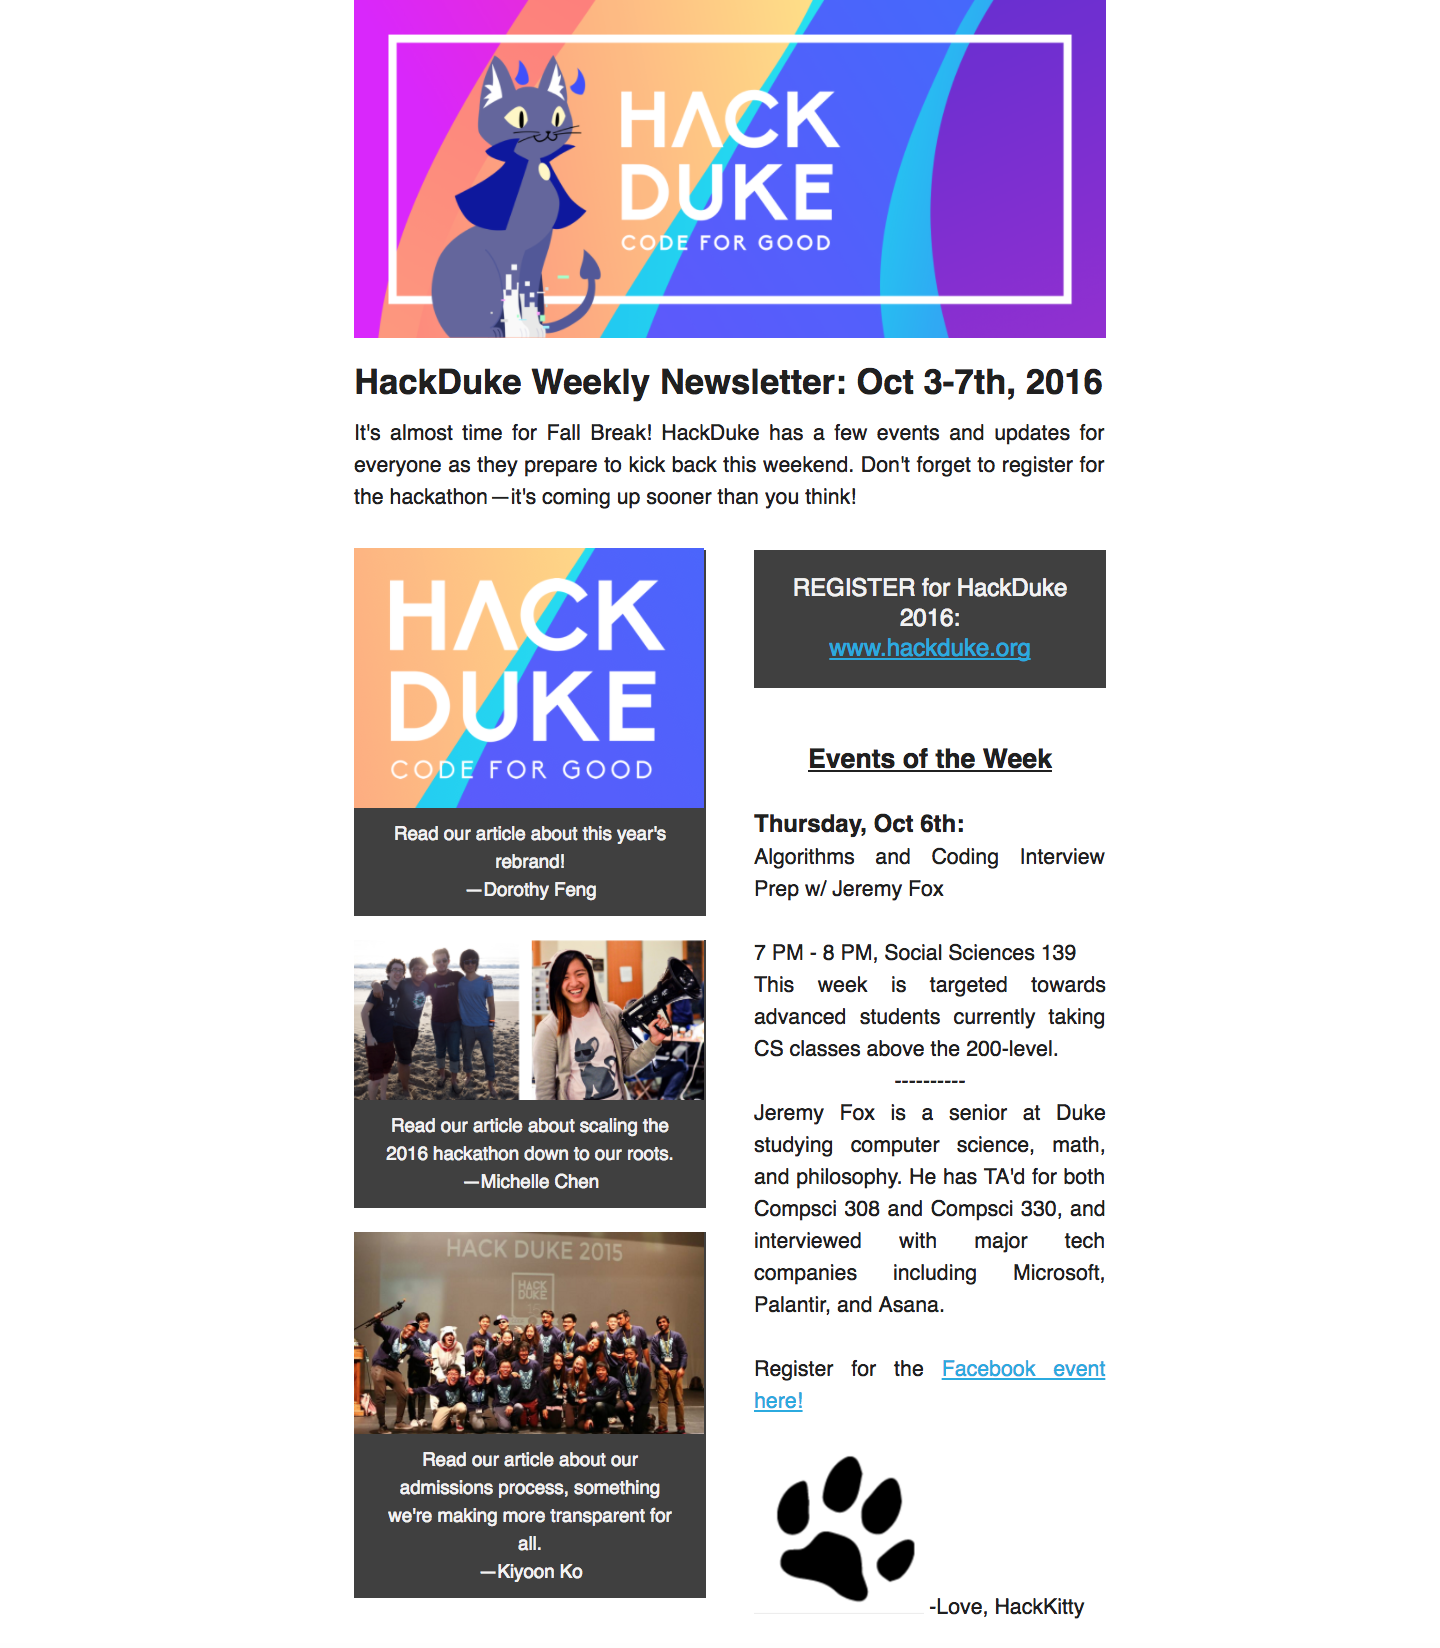 HACK
DUKE
CODE FOR GOOD
HackDuke Weekly Newsletter: Oct 3-7th, 2016
It's almost time for Fall Break! HackDuke has a few events and updates for
everyone as they prepare to kick back this weekend. Don't forget to register for
the hackathon—it's coming up sooner than you think!
HACK
DUKE
CODE FOR GOOD
Read our article about this year's
rebrand!
—Dorothy Feng
Read our article about scaling the
2016 hackathon down to our roots.
—Michelle Chen
HACK DUKE 2015
HACK
DUKE
Read our article about our
admissions process, something
we're making more transparent for
all.
—Kiyoon Ko
REGISTER for HackDuke
2016:
www.hackduke.org
Events of the Week
Thursday, Oct 6th:
Algorithms and Coding Interview
Prep w/ Jeremy Fox
7 PM - 8 PM, Social Sciences 139
This week is targeted towards
advanced students currently taking
CS classes above the 200-level.
----------
Jeremy Fox is a senior at Duke
studying computer science, math,
and philosophy. He has TA'd for both
Compsci 308 and Compsci 330, and
interviewed with major tech
companies including Microsoft,
Palantir, and Asana.
Register for the Facebook event
here!
-Love, HackKitty